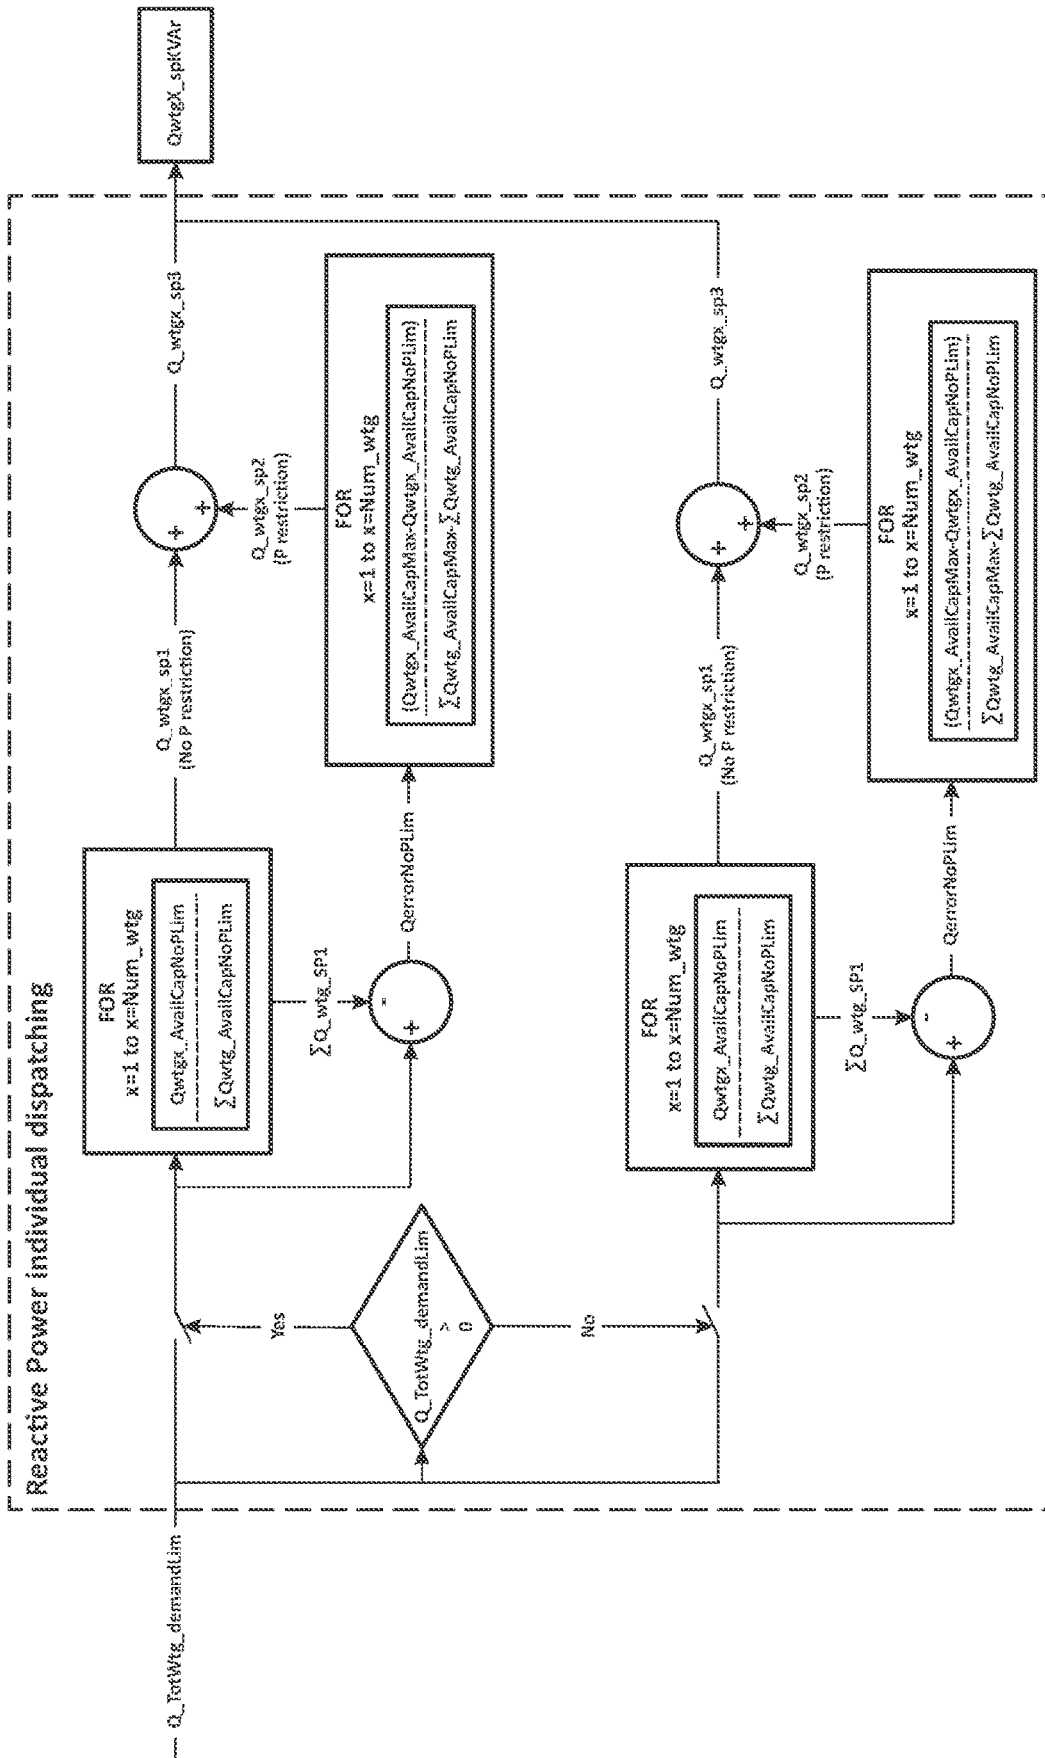 Reactive Power individual dispatching
Q_TotWtg_demandLim
Q_TotWtg_demandLim
>
0
Yes
No
FOR
x=1 to x=Num_wtg
Qwtgx_AvailCapNoPLim
∑Qwtg_AvailCapNoPLim
∑Q_wtg_SP1
+
-
QerrorNoPLim
Q_wtgx_sp1
(No P restriction)
+
+
Q_wtgx_sp2
(P restriction)
FOR
x=1 to x=Num_wtg
(Qwtgx_AvailCapMax-Qwtgx_AvailCapNoPLim)
∑Qwtg_AvailCapMax-∑Qwtg_AvailCapNoPLim
Q_wtgx_sp3
QwtgX_spKVAr
FOR
x=1 to x=Num_wtg
Qwtgx_AvailCapNoPLim
∑Qwtg_AvailCapNoPLim
∑Q_wtg_SP1
+
-
QerrorNoPLim
Q_wtgx_sp1
(No P restriction)
+
+
Q_wtgx_sp2
(P restriction)
FOR
x=1 to x=Num_wtg
(Qwtgx_AvailCapMax-Qwtgx_AvailCapNoPLim)
∑Qwtg_AvailCapMax-∑Qwtg_AvailCapNoPLim
Q_wtgx_sp3